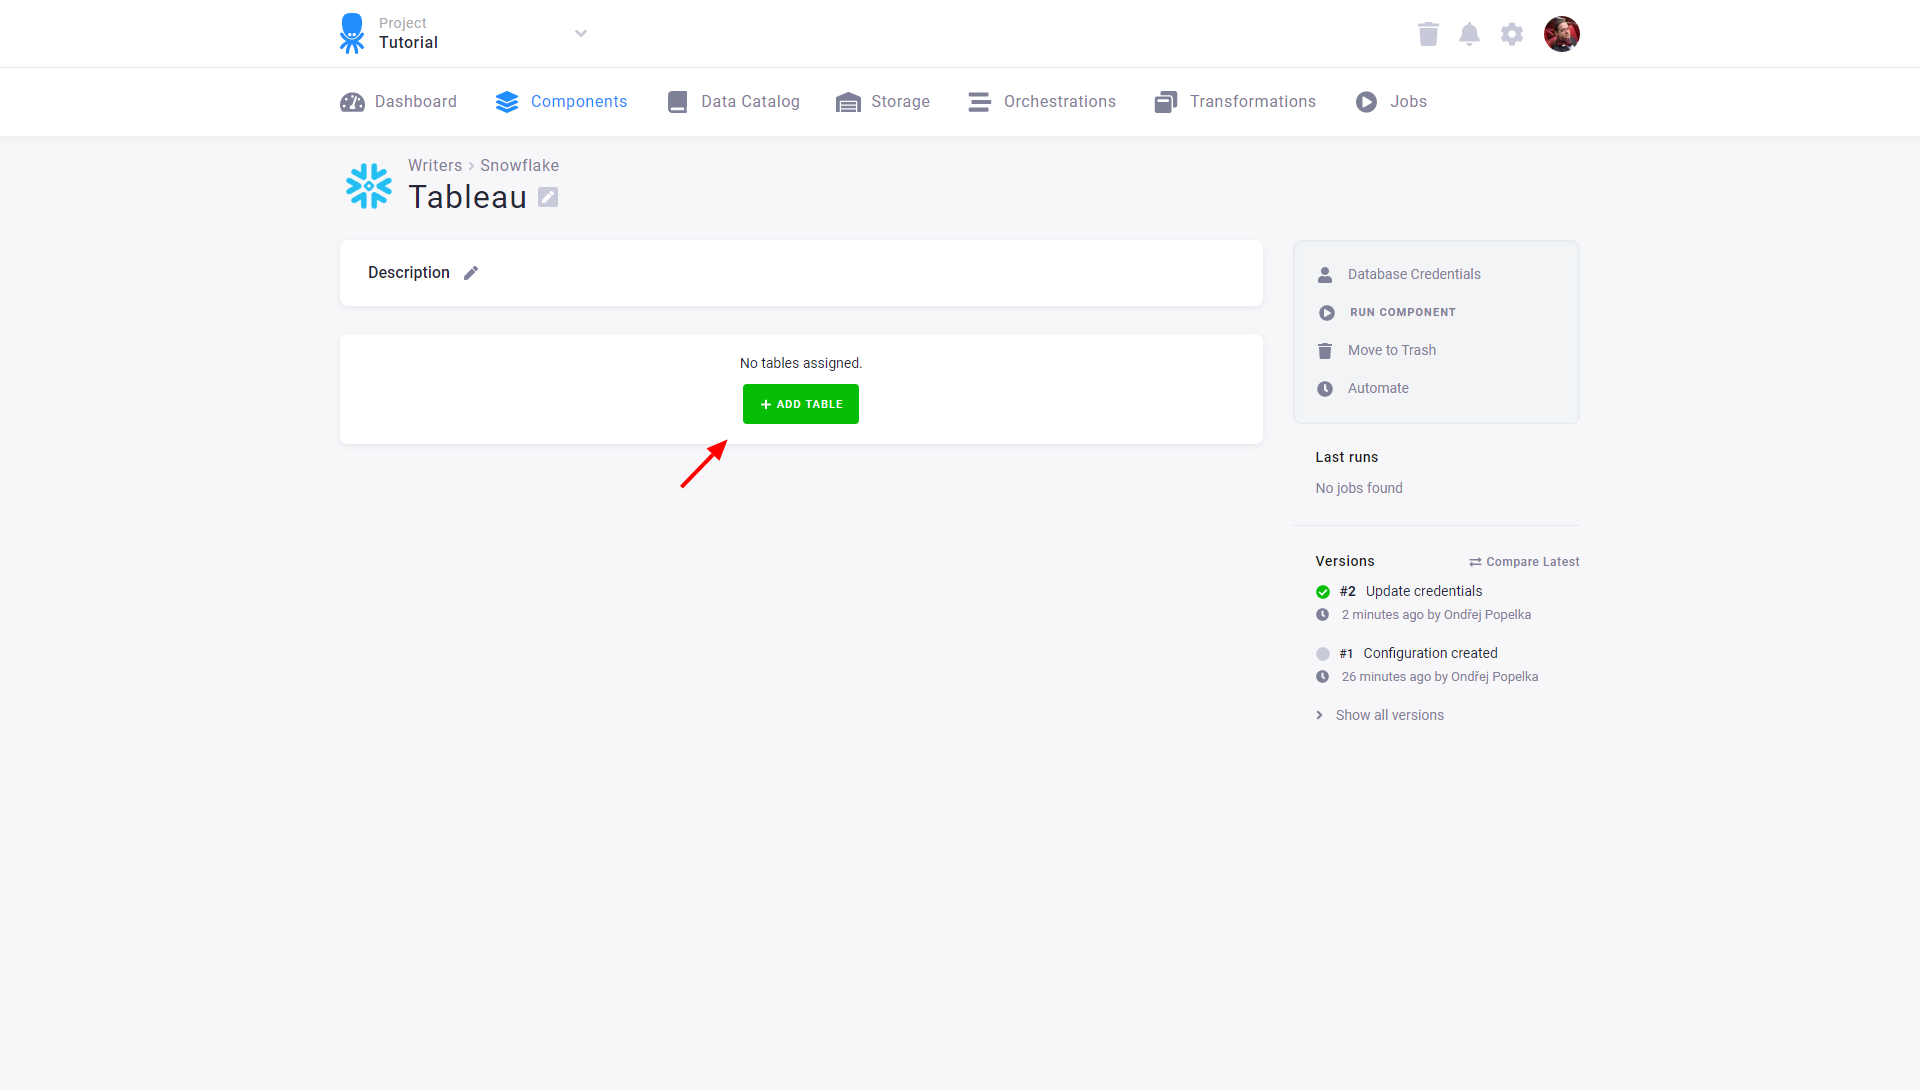 Project
Tutorial
Dashboard
Components
Data Catalog
Storage
Orchestrations
Transformations
Jobs
Writers > Snowflake
Tableau
Description
No tables assigned.
+ ADD TABLE
Database Credentials
RUN COMPONENT
Move to Trash
Automate
Last runs
No jobs found
Versions
Compare Latest
#2 Update credentials
2 minutes ago by Ondřej Popelka
#1 Configuration created
26 minutes ago by Ondřej Popelka
Show all versions